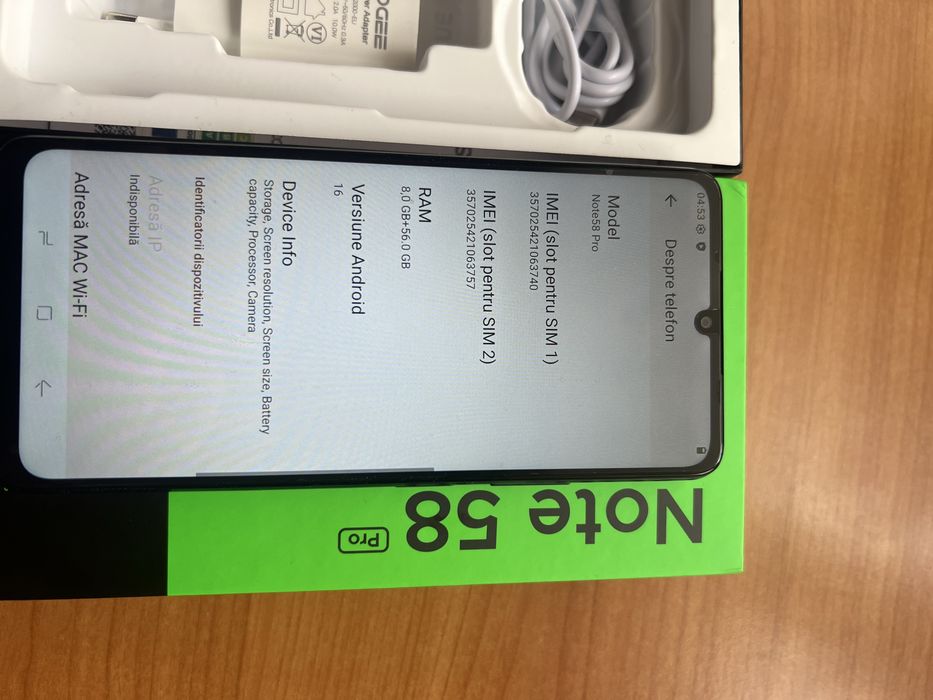 04:53
Despre telefon
Model
Note58 Pro
IMEI (slot pentru SIM 1)
357025421063740
IMEI (slot pentru SIM 2)
357025421063757
RAM
8,0 GB+56.0 GB
Versiune Android
16
Device Info
Storage, Screen resolution, Screen size, Battery
capacity, Processor, Camera
Identificatorii dispozitivului
Adresă IP
Indisponibilă
Adresă MAC Wi-Fi
Note 58
Pro
VI